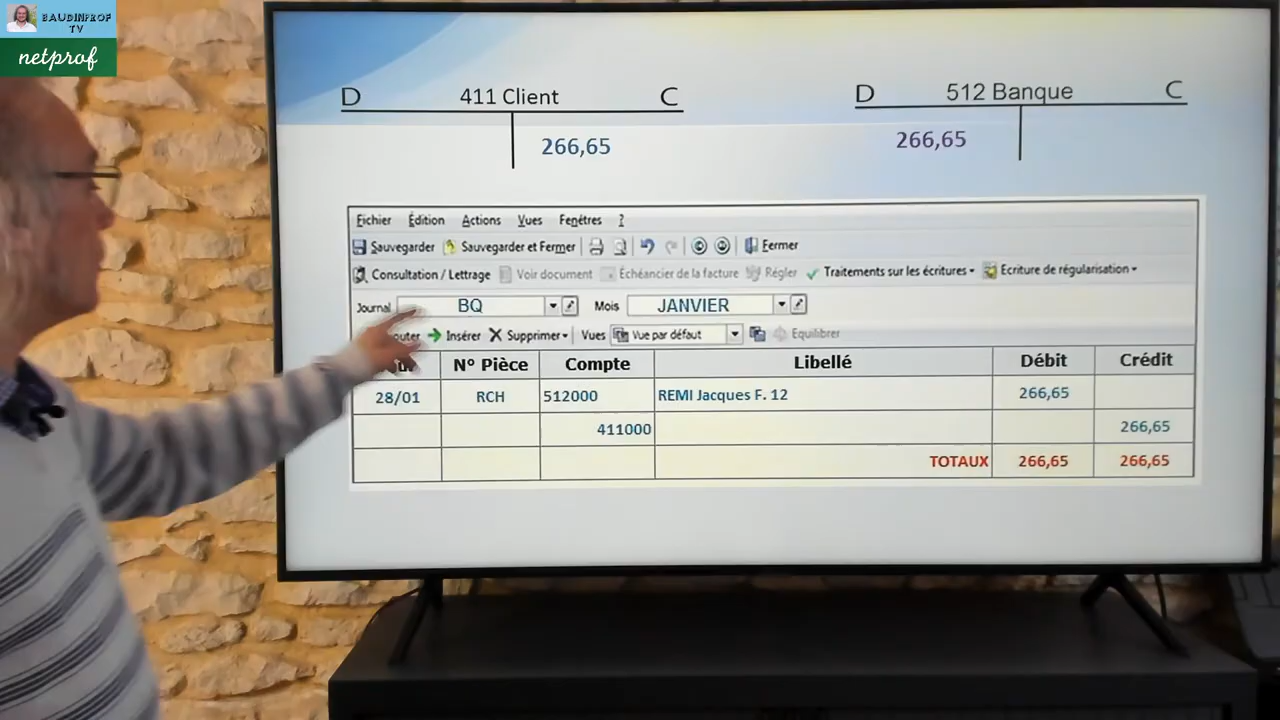 BAUDINPROF
TV
netprof
D 411 Client C
266,65
D 512 Banque C
266,65
Fichier Édition Actions Vues Fenêtres ?
Sauvegarder Sauvegarder et Fermer Fermer
Consultation / Lettrage Voir document Échéancier de la facture Régler Traitements sur les écritures Ecriture de régularisation
Journal BQ Mois JANVIER
outer Insérer Supprimer Vues Vue par défaut Equilibrer
N° Pièce Compte Libellé Débit Crédit
28/01 RCH 512000 REMI Jacques F. 12 266,65
411000 266,65
TOTAUX 266,65 266,65